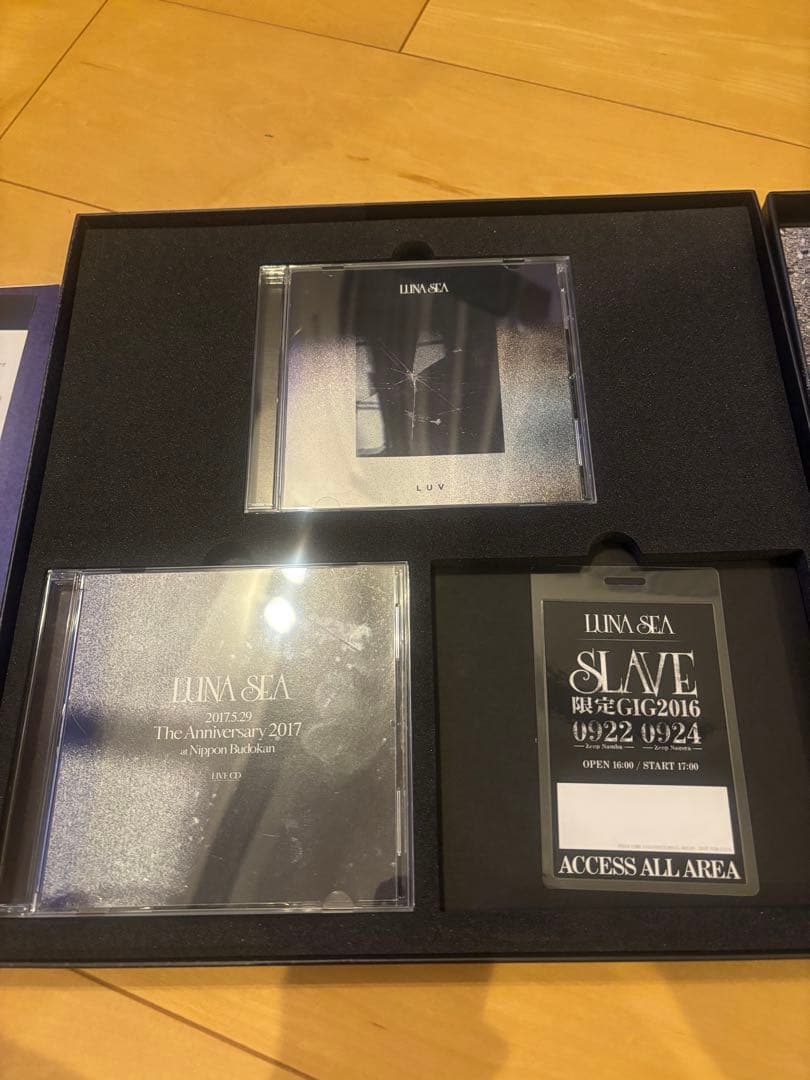 LUNA SEA
LUV
LUNA SEA
2017.5.29
The Anniversary 2017
at Nippon Budokan
LIVE CD
LUNA SEA
SLAVE
限定GIG2016
0922 0924
Zepp Namba Zepp Nagoya
OPEN 16:00 / START 17:00
ACCESS ALL AREA